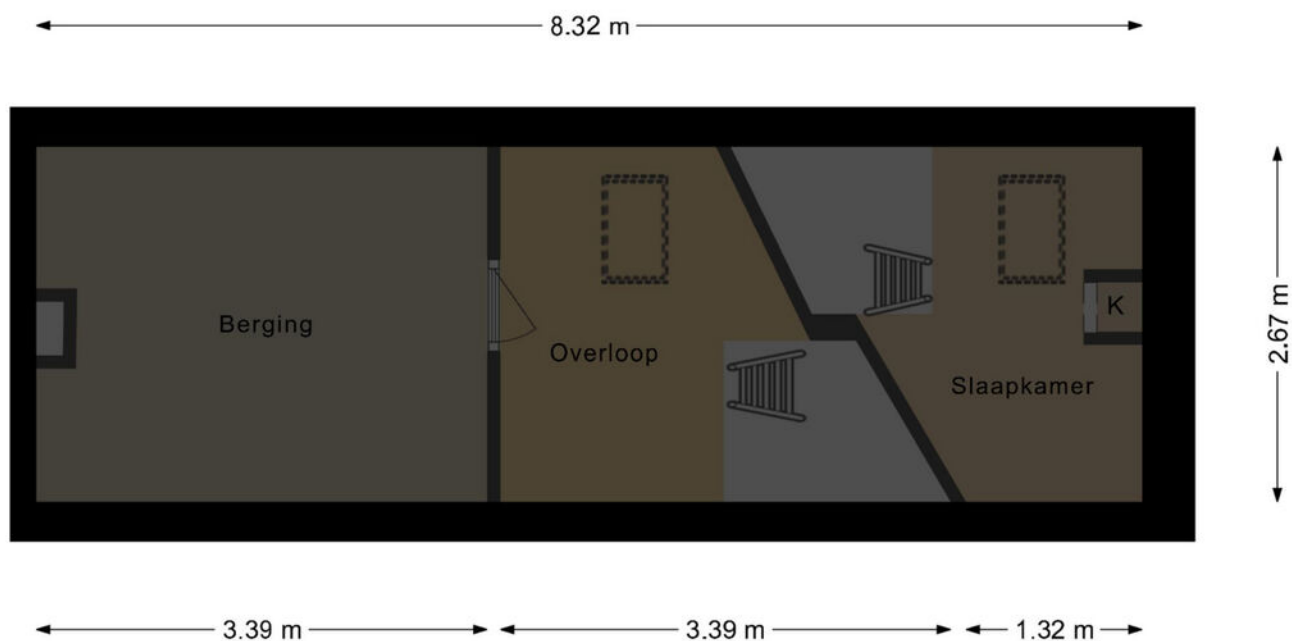 8.32 m
Berging
Overloop
K
Slaapkamer
2.67 m
3.39 m
3.39 m
1.32 m